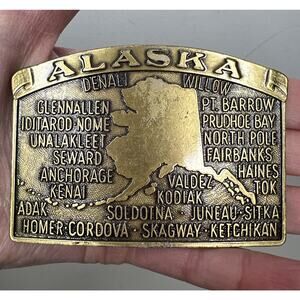 ALASKA
DENALI WILLOW
GLENNALLEN PT. BARROW
IDITAROD·NOME PRUDHOE BAY
UNALAKLEET NORTH POLE
SEWARD FAIRBANKS
ANCHORAGE HAINES
KENAI VALDEZ TOK
KODIAK
ADAK SOLDOTNA · JUNEAU · SITKA
HOMER · CORDOVA · SKAGWAY · KETCHIKAN